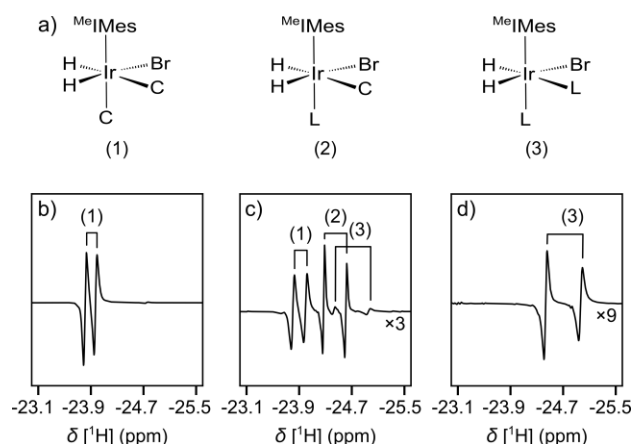 a)
MeIMes MeIMes MeIMes
H Ir Br H Ir Br H Ir Br
H C H C H L
C L L
(1) (2) (3)
b) (1) c) (1) (2) (3) d) (3)
×3 ×9
-23.1 -23.9 -24.7 -25.5 -23.1 -23.9 -24.7 -25.5 -23.1 -23.9 -24.7 -25.5
δ [¹H] (ppm) δ [¹H] (ppm) δ [¹H] (ppm)